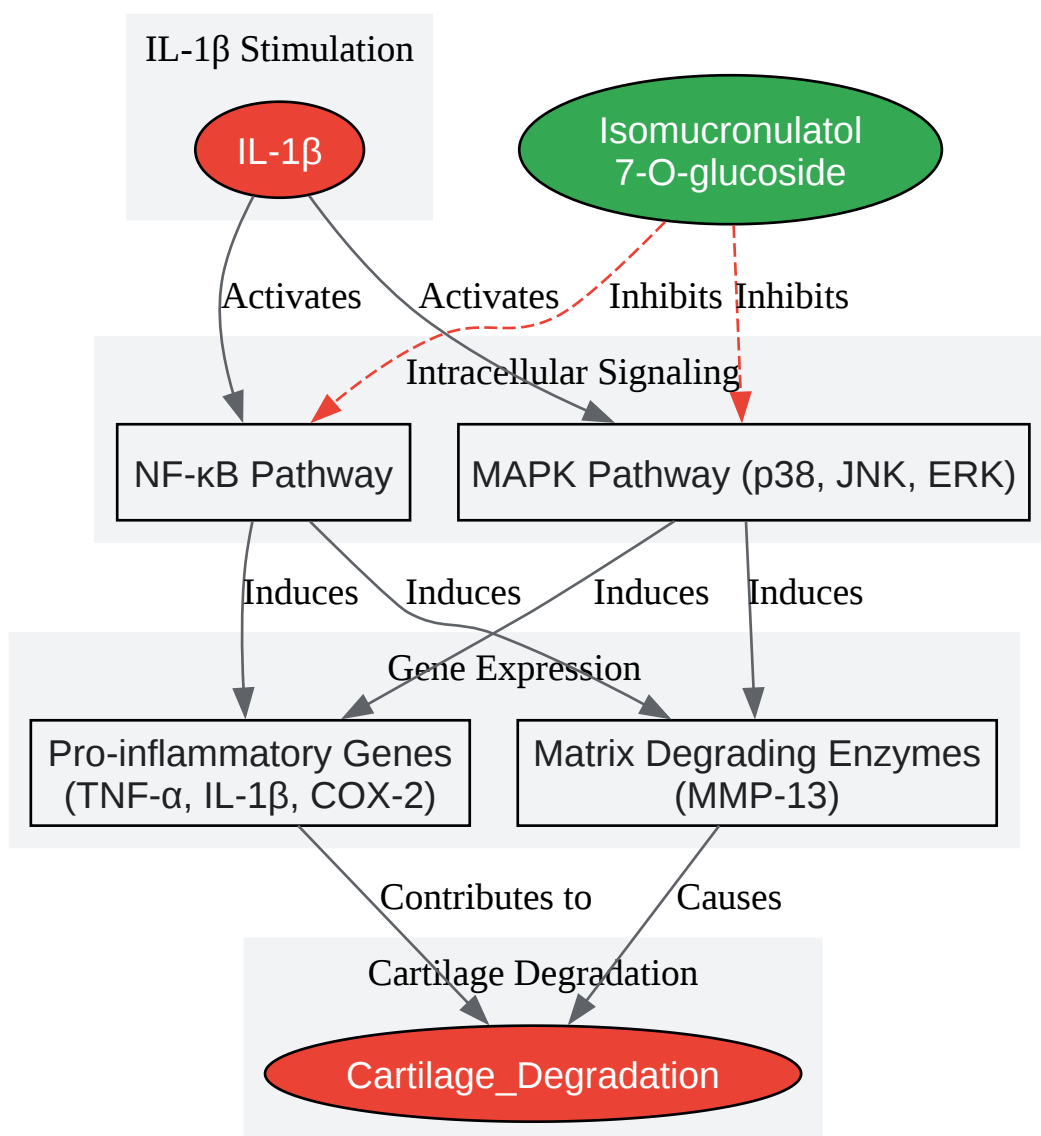 IL-1β Stimulation
IL-1β
Isomucronulatol
7-O-glucoside
Activates
Activates
Inhibits
Inhibits
Intracellular Signaling
NF-κB Pathway
MAPK Pathway (p38, JNK, ERK)
Induces
Induces
Induces
Induces
Gene Expression
Pro-inflammatory Genes
(TNF-α, IL-1β, COX-2)
Matrix Degrading Enzymes
(MMP-13)
Contributes to
Causes
Cartilage Degradation
Cartilage_Degradation